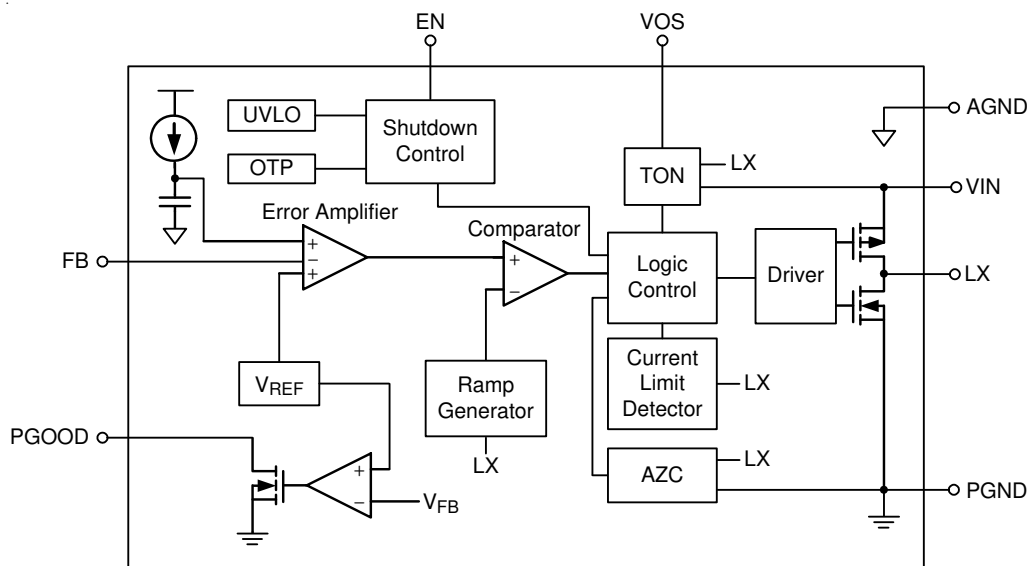 EN
VOS
AGND
UVLO
Shutdown
Control
OTP
TON
LX
VIN
Error Amplifier
Comparator
+
−
+
FB
+
−
Logic
Control
Driver
LX
VREF
Ramp
Generator
LX
Current
Limit
Detector
LX
PGOOD
+
−
VFB
AZC
LX
PGND